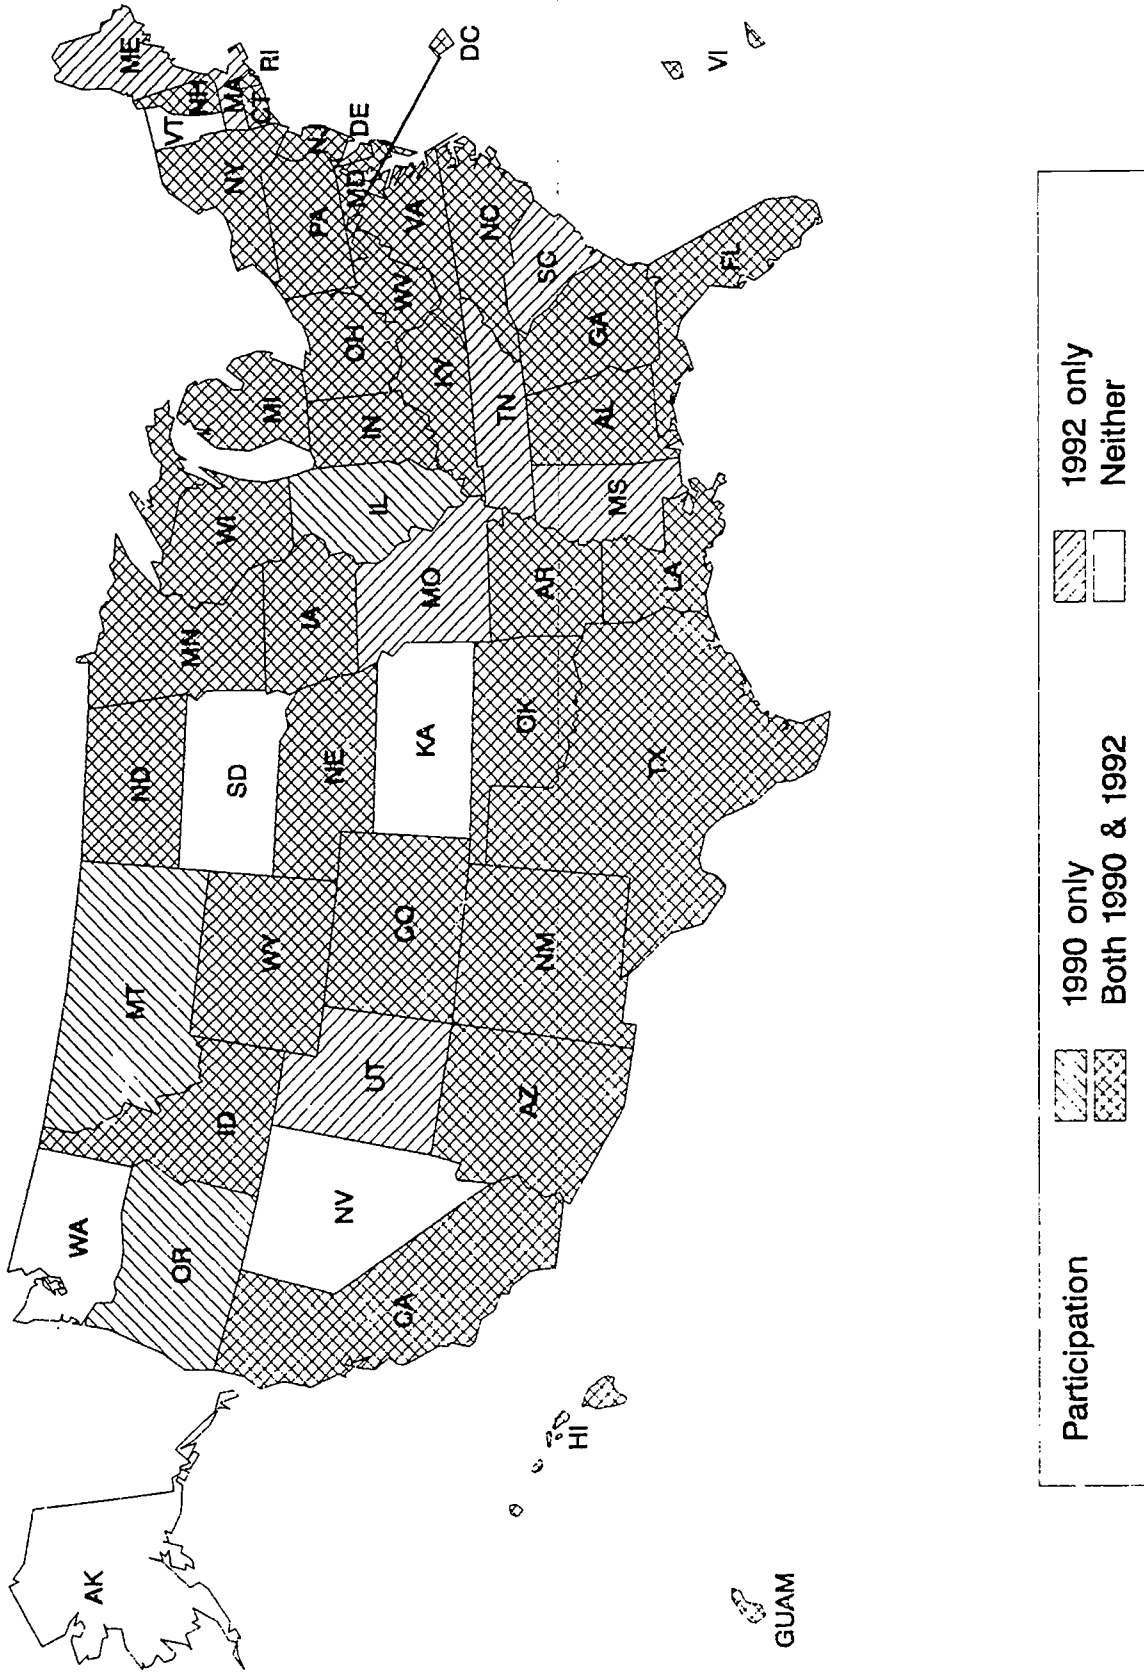 AK
WA
OR
CA
NV
ID
MT
WY
UT
AZ
CO
NM
ND
SD
NE
KA
OK
TX
MN
IA
MO
AR
LA
WI
IL
MS
MI
IN
OH
KY
TN
AL
GA
FL
SC
NC
VA
WV
PA
NY
VT
NH
ME
MA
CT
RI
NJ
DE
MD
DC
VI
HI
GUAM
Participation
1990 only
1992 only
Both 1990 & 1992
Neither